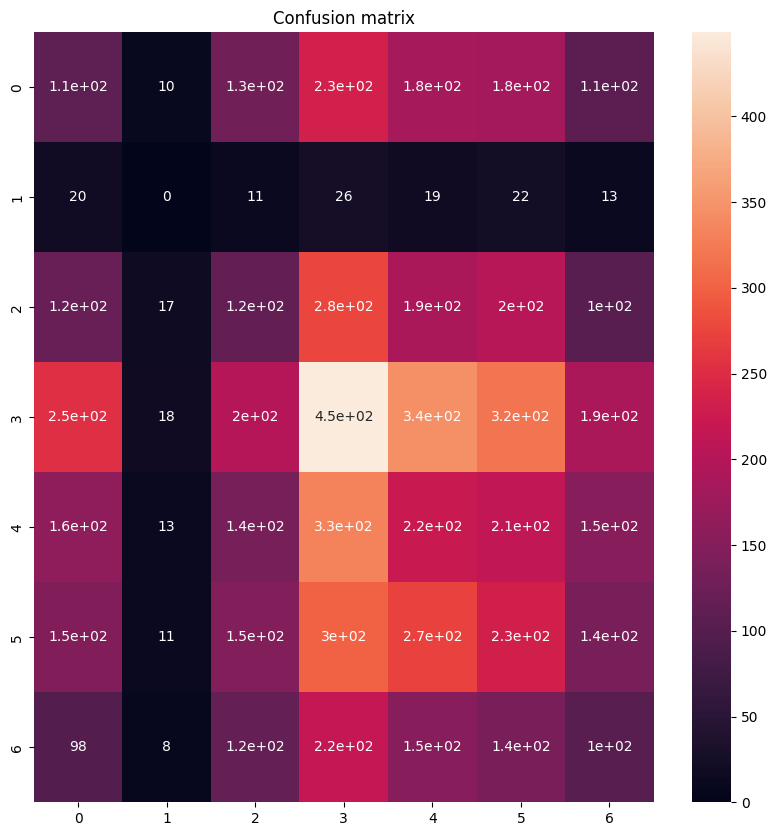 Confusion matrix
0 1.1e+02 10 1.3e+02 2.3e+02 1.8e+02 1.8e+02 1.1e+02
1 20 0 11 26 19 22 13
2 1.2e+02 17 1.2e+02 2.8e+02 1.9e+02 2e+02 1e+02
3 2.5e+02 18 2e+02 4.5e+02 3.4e+02 3.2e+02 1.9e+02
4 1.6e+02 13 1.4e+02 3.3e+02 2.2e+02 2.1e+02 1.5e+02
5 1.5e+02 11 1.5e+02 3e+02 2.7e+02 2.3e+02 1.4e+02
6 98 8 1.2e+02 2.2e+02 1.5e+02 1.4e+02 1e+02
0 1 2 3 4 5 6
400
350
300
250
200
150
100
50
0